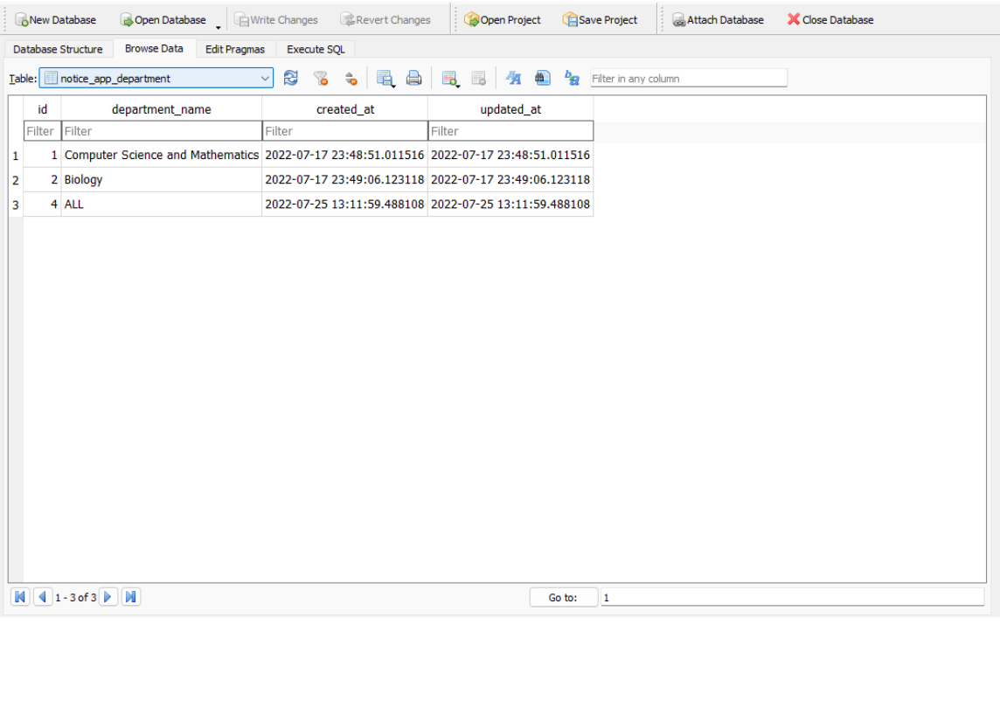 New Database Open Database Write Changes Revert Changes Open Project Save Project Attach Database Close Database
Database Structure Browse Data Edit Pragmas Execute SQL
Table: notice_app_department Filter in any column
id department_name created_at updated_at
Filter Filter Filter Filter
1 1 Computer Science and Mathematics 2022-07-17 23:48:51.011516 2022-07-17 23:48:51.011516
2 2 Biology 2022-07-17 23:49:06.123118 2022-07-17 23:49:06.123118
3 4 ALL 2022-07-25 13:11:59.488108 2022-07-25 13:11:59.488108
1 - 3 of 3 Go to: 1